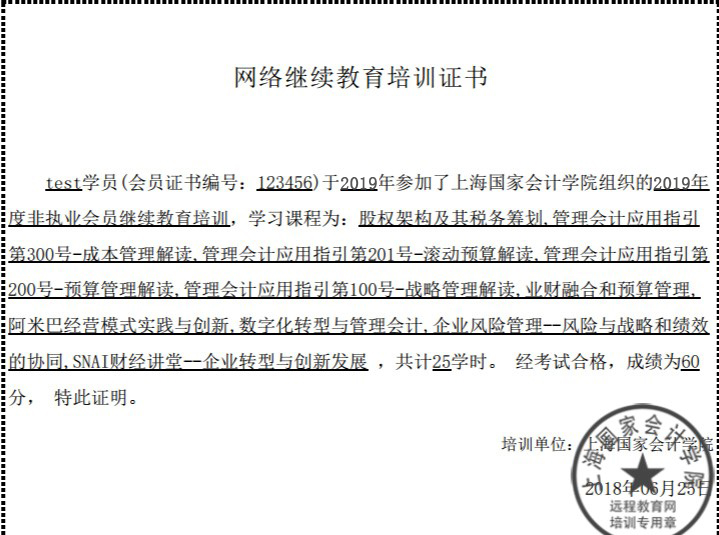 网络继续教育培训证书
test学员(会员证书编号：123456)于2019年参加了上海国家会计学院组织的2019年
度非执业会员继续教育培训，学习课程为：股权架构及其税务筹划,管理会计应用指引
第300号-成本管理解读,管理会计应用指引第201号-滚动预算解读,管理会计应用指引第
200号-预算管理解读,管理会计应用指引第100号-战略管理解读,业财融合和预算管理,
阿米巴经营模式实践与创新,数字化转型与管理会计,企业风险管理--风险与战略和绩效
的协同,SNAI财经讲堂--企业转型与创新发展 ，共计25学时。 经考试合格，成绩为60
分， 特此证明。
培训单位：上海国家会计学院
2018年06月25日
上海国家会计学院
远程教育网
培训专用章